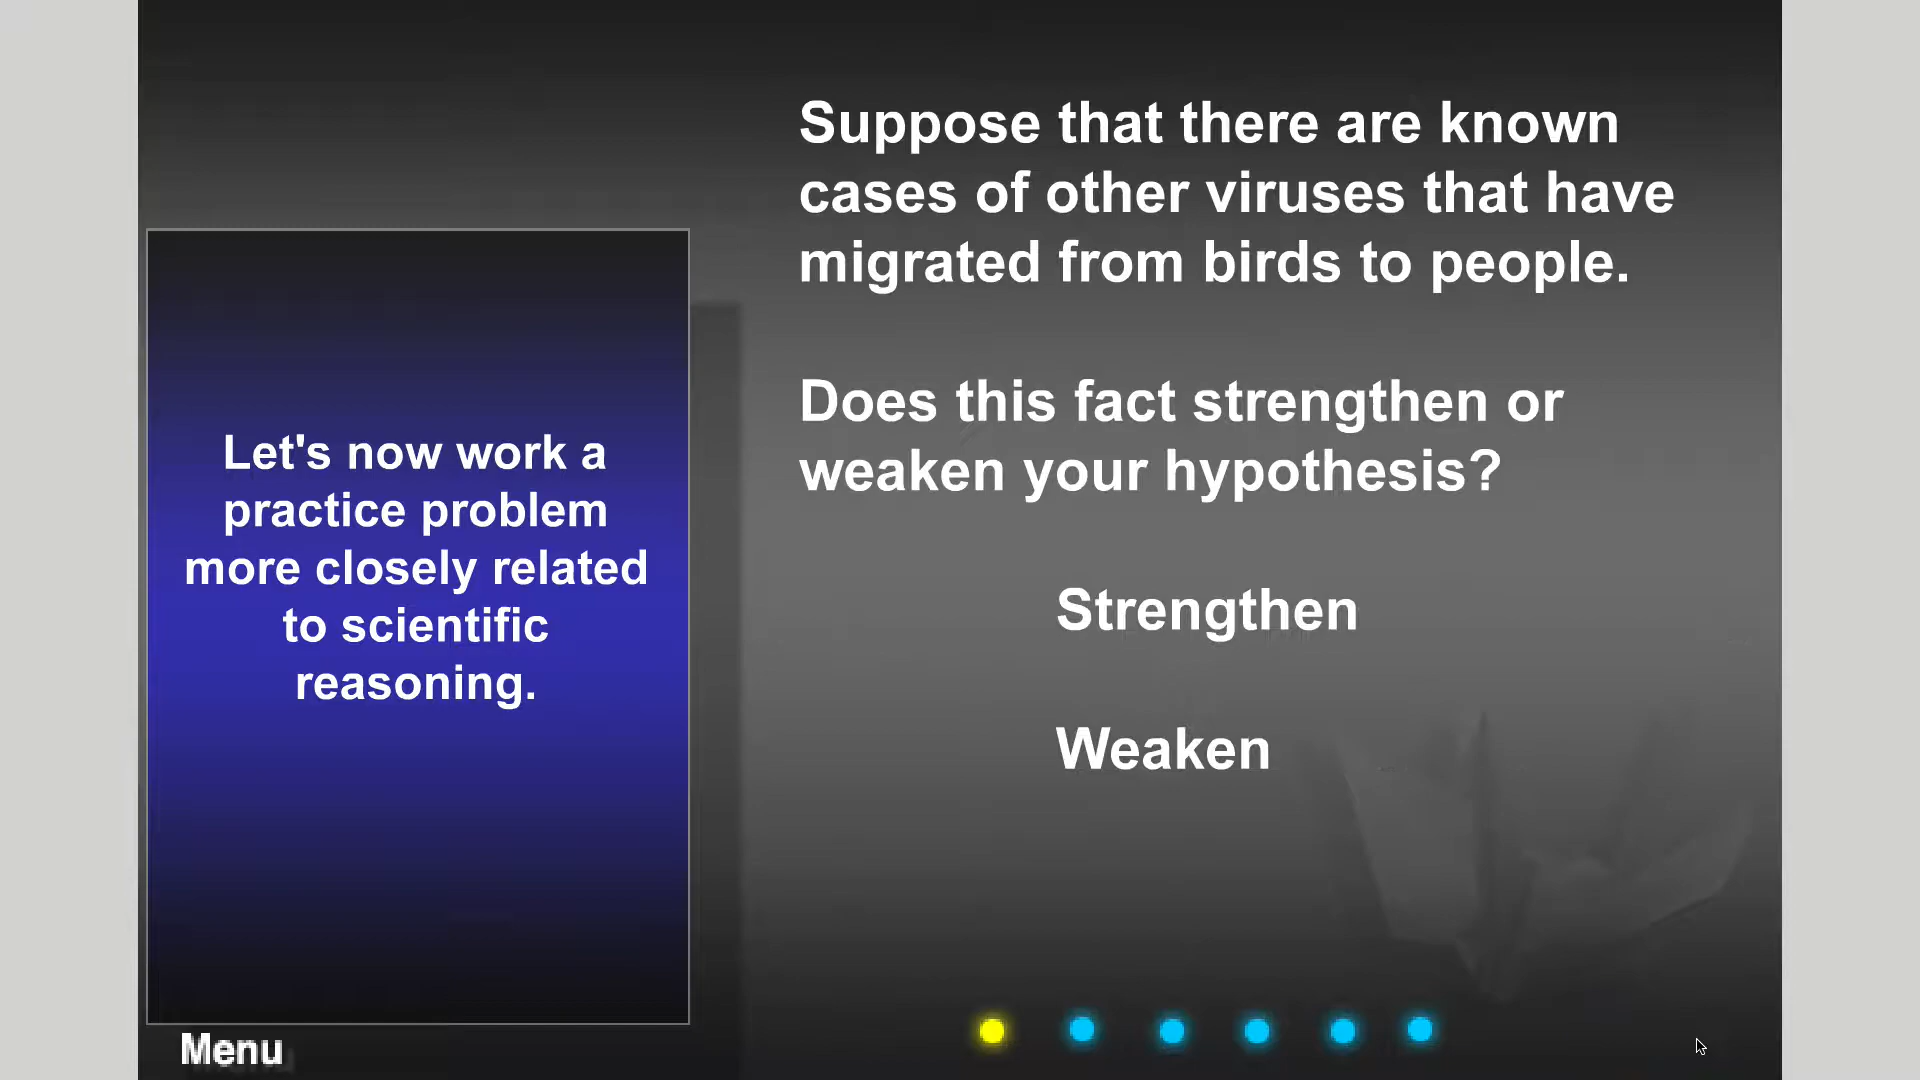 Let's now work a
practice problem
more closely related
to scientific
reasoning.
Suppose that there are known
cases of other viruses that have
migrated from birds to people.
Does this fact strengthen or
weaken your hypothesis?
Strengthen
Weaken
Menu